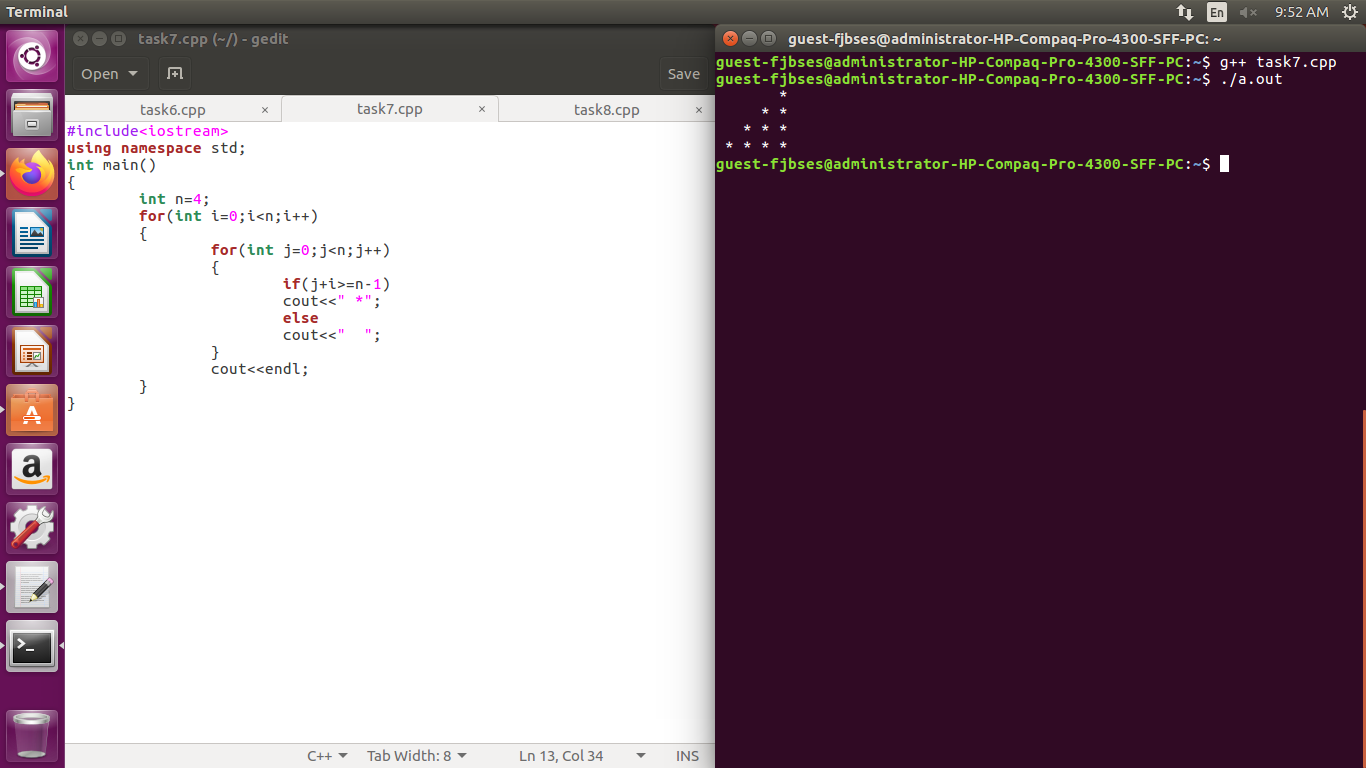 Terminal
En
9:52 AM
task7.cpp (~/) - gedit
Open
Save
task6.cpp × task7.cpp × task8.cpp ×
#include<iostream>
using namespace std;
int main()
{
        int n=4;
        for(int i=0;i<n;i++)
        {
                for(int j=0;j<n;j++)
                {
                        if(j+i>=n-1)
                        cout<<" *";
                        else
                        cout<<"  ";
                }
                cout<<endl;
        }
}
C++ Tab Width: 8 Ln 13, Col 34 INS
guest-fjbses@administrator-HP-Compaq-Pro-4300-SFF-PC: ~
guest-fjbses@administrator-HP-Compaq-Pro-4300-SFF-PC:~$ g++ task7.cpp
guest-fjbses@administrator-HP-Compaq-Pro-4300-SFF-PC:~$ ./a.out
       *
     * *
   * * *
 * * * *
guest-fjbses@administrator-HP-Compaq-Pro-4300-SFF-PC:~$